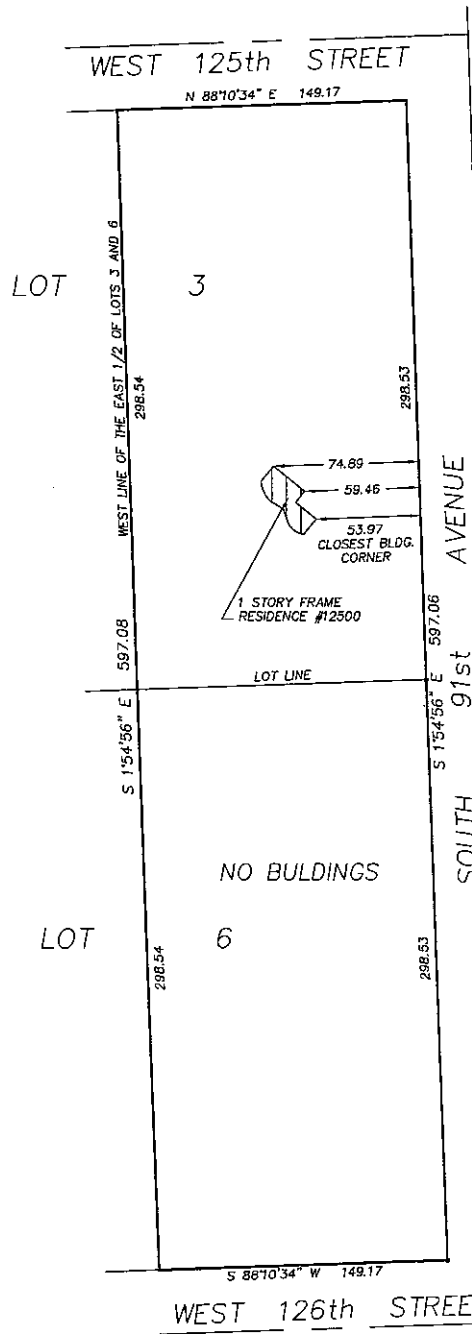 WEST 125th STREET
N 88°10'34" E 149.17
WEST LINE OF THE EAST 1/2 OF LOTS 3 AND 6
LOT 3
298.54
298.53
74.89
59.46
53.97
CLOSEST BLDG.
CORNER
1 STORY FRAME
RESIDENCE #12500
SOUTH 91st AVENUE
S 1°54'56" E 597.08
S 1°54'56" E 597.06
LOT LINE
NO BULDINGS
LOT 6
298.54
298.53
S 88°10'34" W 149.17
WEST 126th STREE